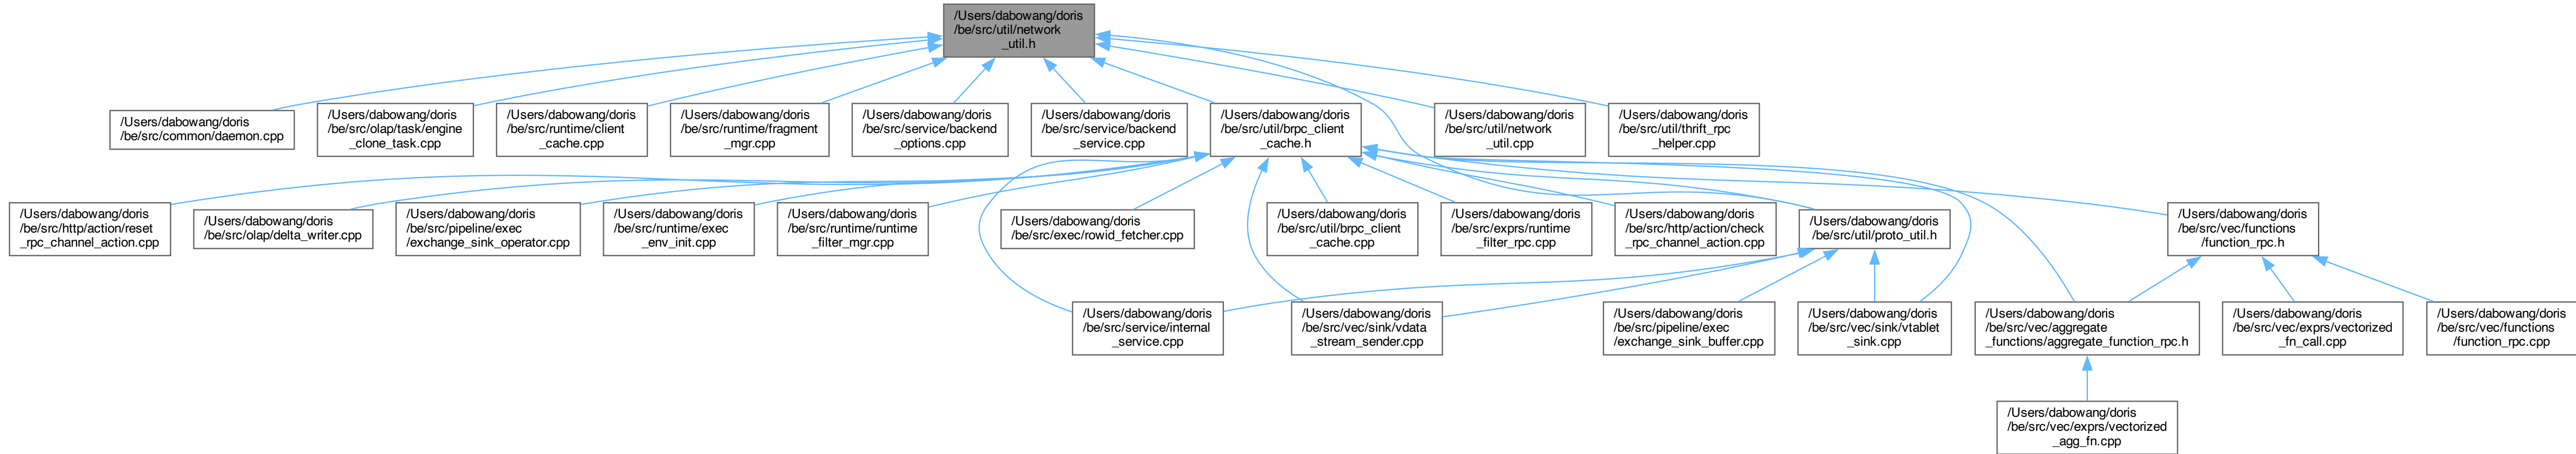 /Users/dabowang/doris
/be/src/util/network
_util.h
/Users/dabowang/doris
/be/src/common/daemon.cpp
/Users/dabowang/doris
/be/src/olap/task/engine
_clone_task.cpp
/Users/dabowang/doris
/be/src/runtime/client
_cache.cpp
/Users/dabowang/doris
/be/src/runtime/fragment
_mgr.cpp
/Users/dabowang/doris
/be/src/service/backend
_options.cpp
/Users/dabowang/doris
/be/src/service/backend
_service.cpp
/Users/dabowang/doris
/be/src/util/brpc_client
_cache.h
/Users/dabowang/doris
/be/src/util/network
_util.cpp
/Users/dabowang/doris
/be/src/util/thrift_rpc
_helper.cpp
/Users/dabowang/doris
/be/src/http/action/reset
_rpc_channel_action.cpp
/Users/dabowang/doris
/be/src/olap/delta_writer.cpp
/Users/dabowang/doris
/be/src/pipeline/exec
/exchange_sink_operator.cpp
/Users/dabowang/doris
/be/src/runtime/exec
_env_init.cpp
/Users/dabowang/doris
/be/src/runtime/runtime
_filter_mgr.cpp
/Users/dabowang/doris
/be/src/exec/rowid_fetcher.cpp
/Users/dabowang/doris
/be/src/util/brpc_client
_cache.cpp
/Users/dabowang/doris
/be/src/exprs/runtime
_filter_rpc.cpp
/Users/dabowang/doris
/be/src/http/action/check
_rpc_channel_action.cpp
/Users/dabowang/doris
/be/src/util/proto_util.h
/Users/dabowang/doris
/be/src/vec/functions
/function_rpc.h
/Users/dabowang/doris
/be/src/service/internal
_service.cpp
/Users/dabowang/doris
/be/src/vec/sink/vdata
_stream_sender.cpp
/Users/dabowang/doris
/be/src/pipeline/exec
/exchange_sink_buffer.cpp
/Users/dabowang/doris
/be/src/vec/sink/vtablet
_sink.cpp
/Users/dabowang/doris
/be/src/vec/aggregate
_functions/aggregate_function_rpc.h
/Users/dabowang/doris
/be/src/vec/exprs/vectorized
_fn_call.cpp
/Users/dabowang/doris
/be/src/vec/functions
/function_rpc.cpp
/Users/dabowang/doris
/be/src/vec/exprs/vectorized
_agg_fn.cpp